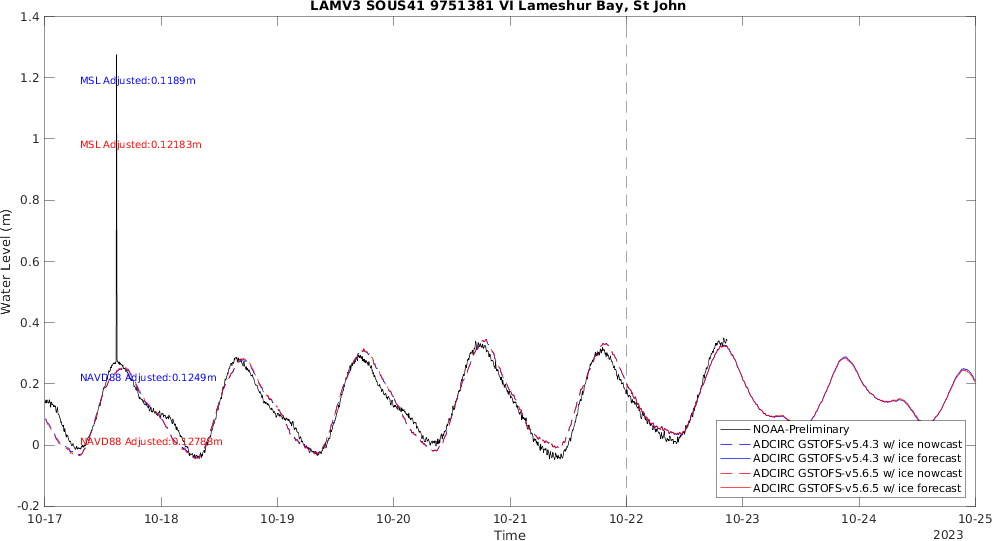 LAMV3 SOUS41 9751381 VI Lameshur Bay, St John
1.4
1.2
1
0.8
0.6
0.4
0.2
0
-0.2
Water Level (m)
MSL Adjusted:0.1189m
MSL Adjusted:0.12183m
NAVD88 Adjusted:0.1249m
NAVD88 Adjusted:0.12783m
NOAA-Preliminary
ADCIRC GSTOFS-v5.4.3 w/ ice nowcast
ADCIRC GSTOFS-v5.4.3 w/ ice forecast
ADCIRC GSTOFS-v5.6.5 w/ ice nowcast
ADCIRC GSTOFS-v5.6.5 w/ ice forecast
10-17 10-18 10-19 10-20 10-21 10-22 10-23 10-24 10-25
Time
2023